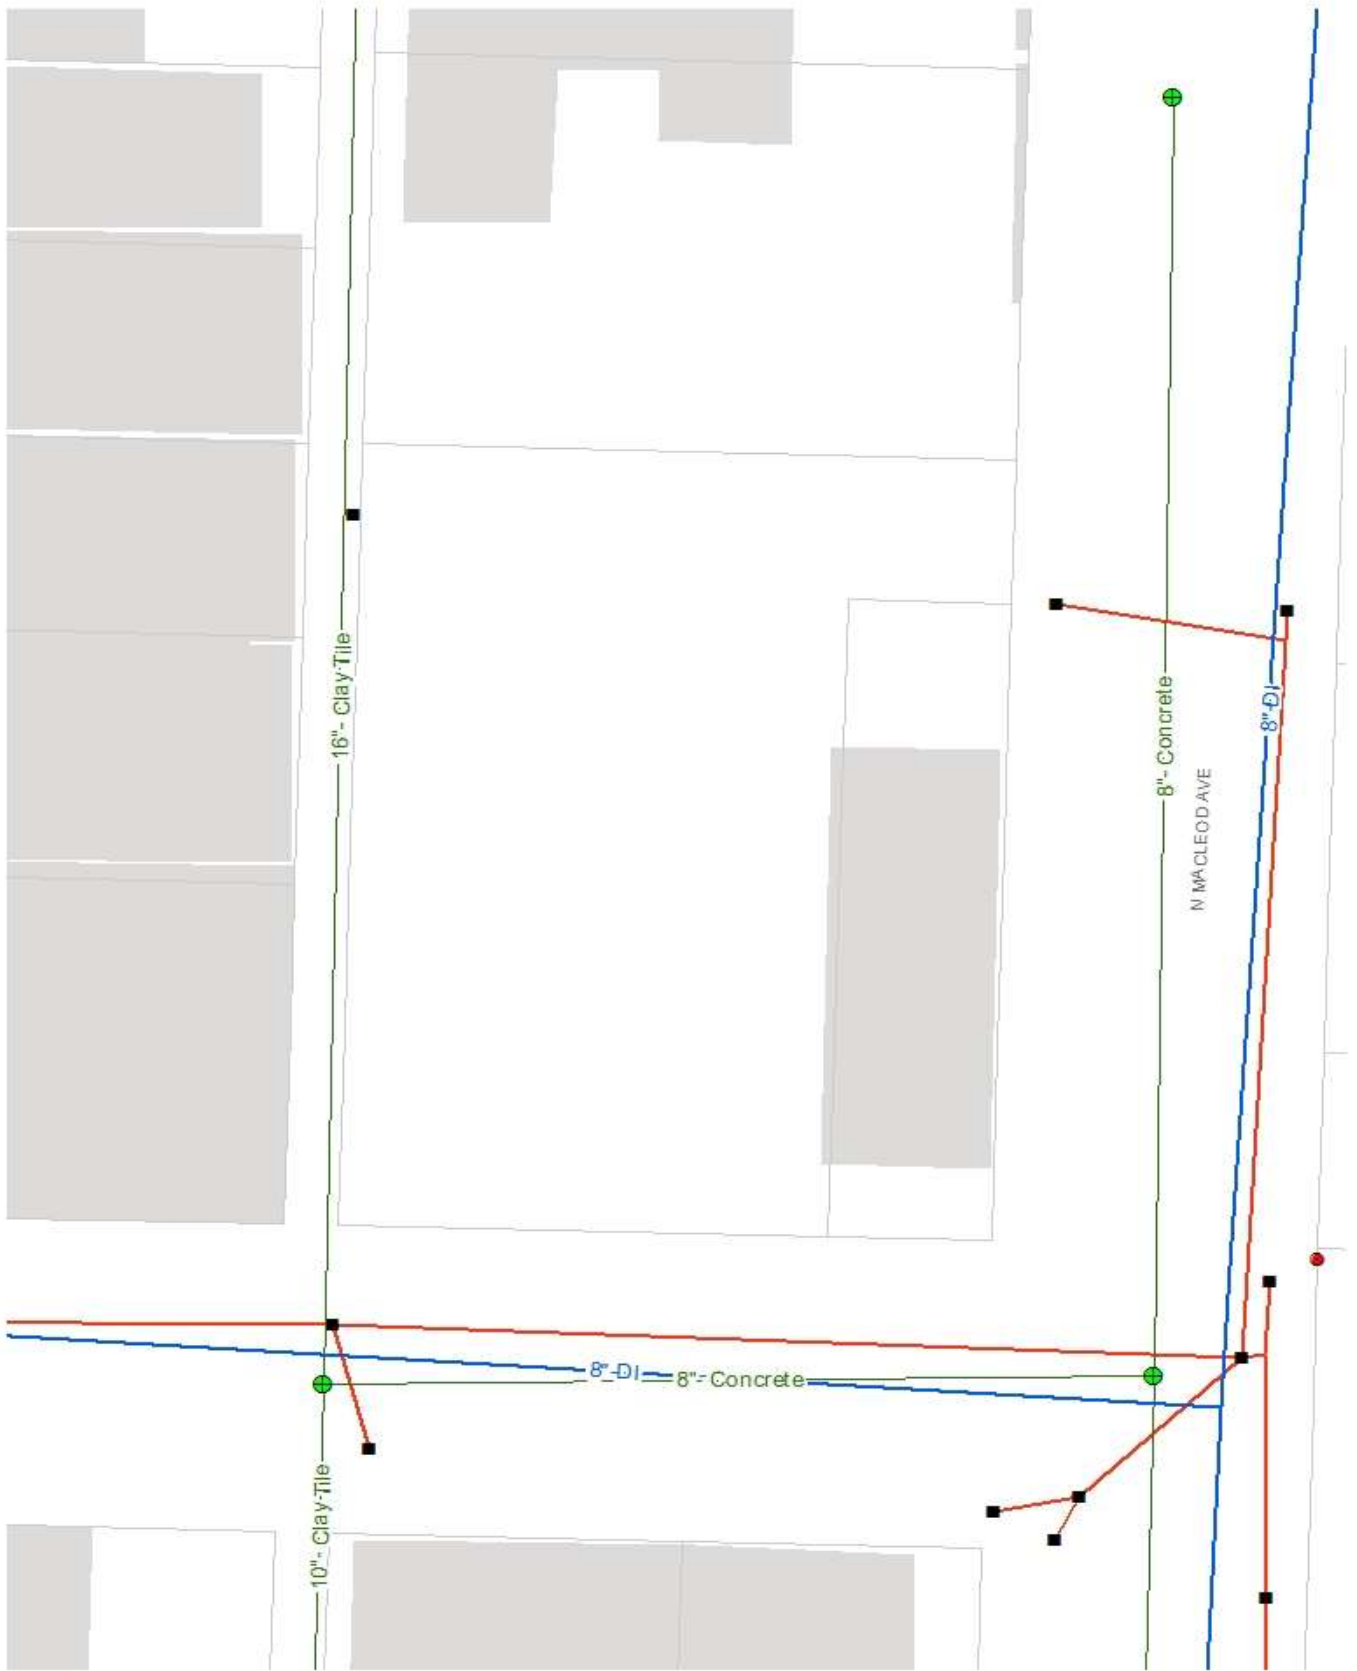 16"- Clay Tile
8"- Concrete
8"-DI
N MACLEOD AVE
8"-DI
8"- Concrete
10"- Clay Tile